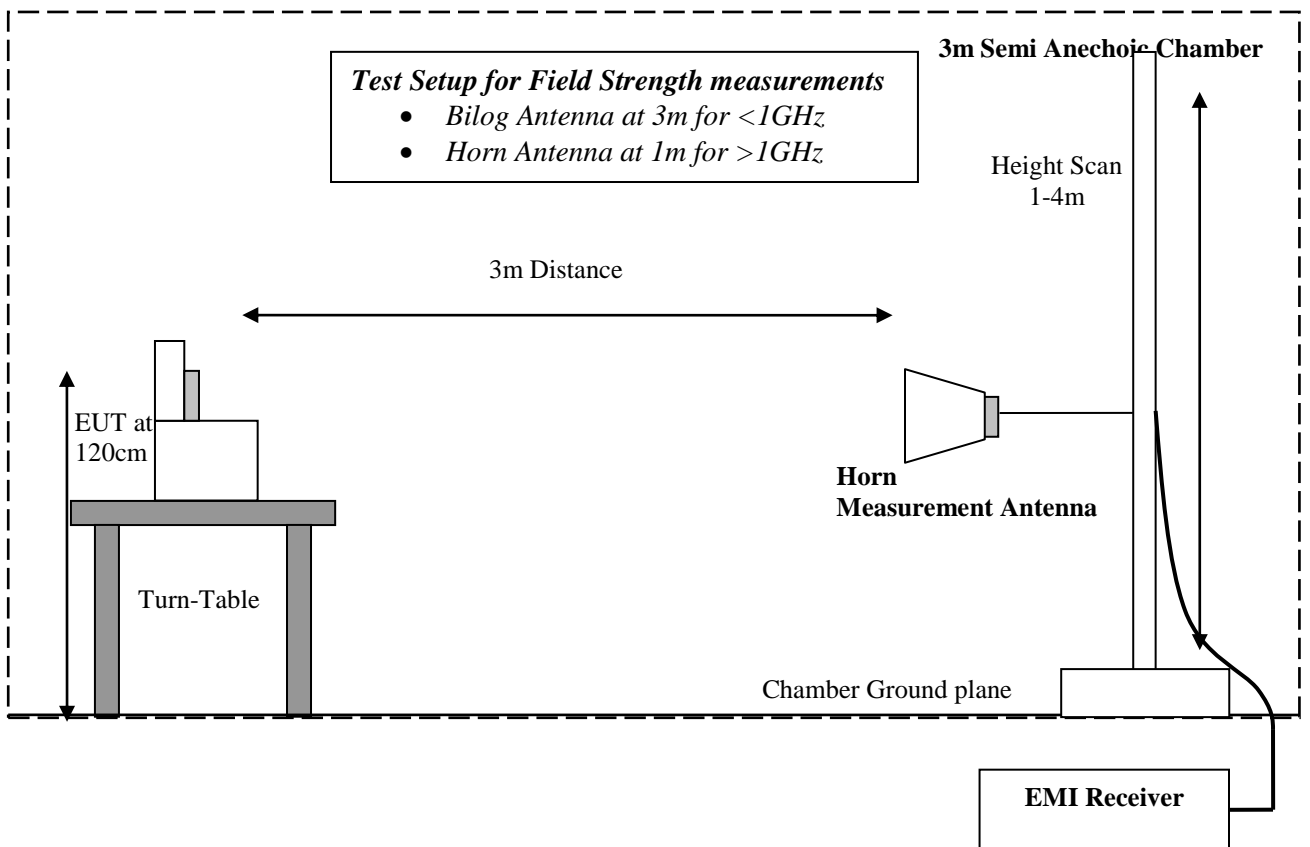 3m Semi Anechoic Chamber
Test Setup for Field Strength measurements
• Bilog Antenna at 3m for <1GHz
• Horn Antenna at 1m for >1GHz
Height Scan
1-4m
3m Distance
EUT at
120cm
Horn
Measurement Antenna
Turn-Table
Chamber Ground plane
EMI Receiver